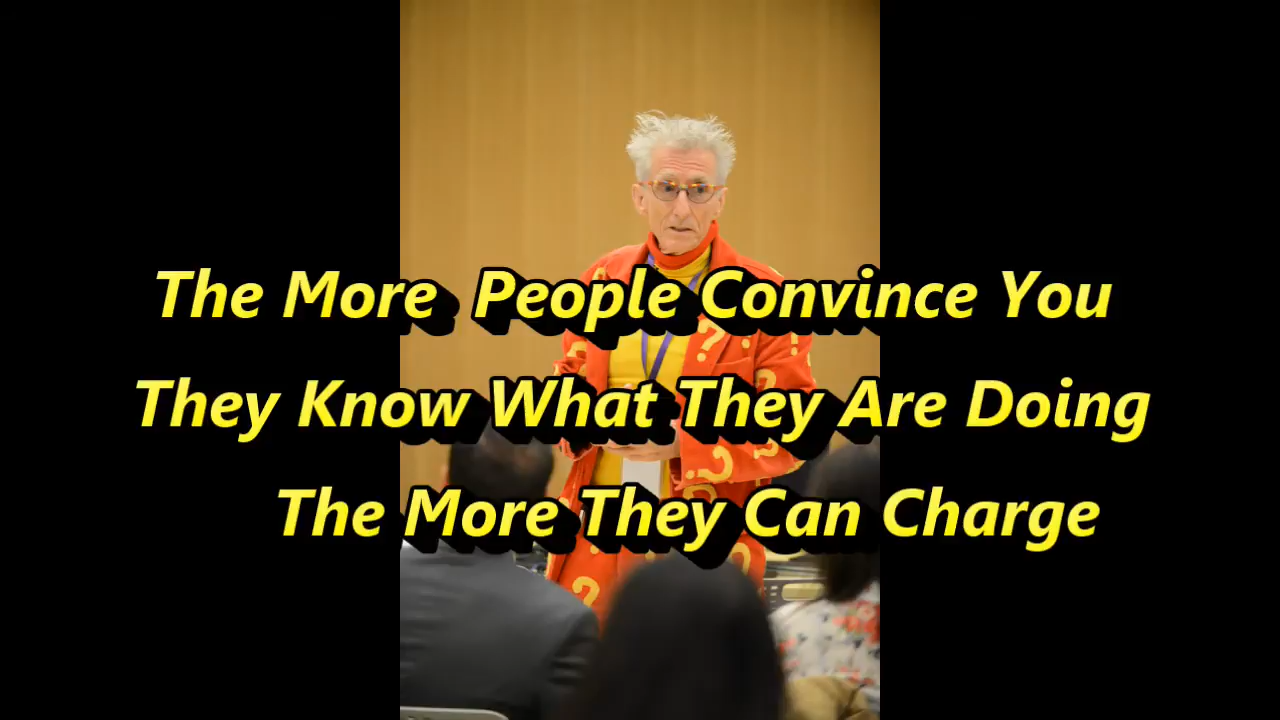 The More People Convince You
They Know What They Are Doing
The More They Can Charge